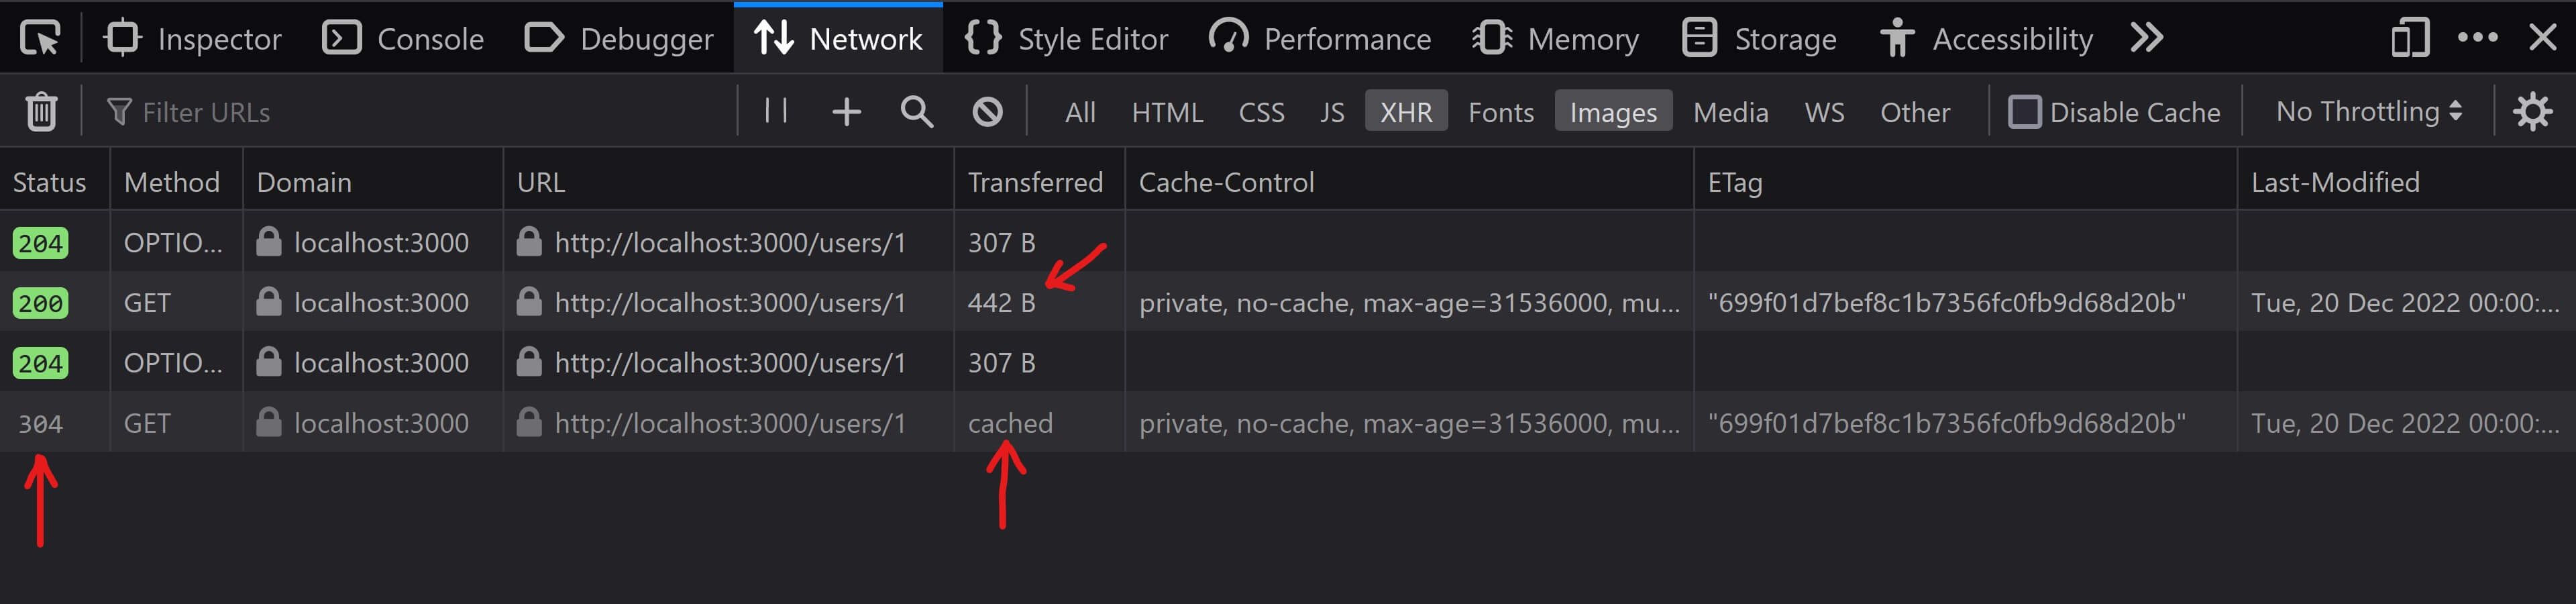 Inspector Console Debugger Network Style Editor Performance Memory Storage Accessibility
Filter URLs All HTML CSS JS XHR Fonts Images Media WS Other Disable Cache No Throttling
Status Method Domain URL Transferred Cache-Control ETag Last-Modified
204 OPTIO... localhost:3000 http://localhost:3000/users/1 307 B
200 GET localhost:3000 http://localhost:3000/users/1 442 B private, no-cache, max-age=31536000, mu... "699f01d7bef8c1b7356fc0fb9d68d20b" Tue, 20 Dec 2022 00:00:...
204 OPTIO... localhost:3000 http://localhost:3000/users/1 307 B
304 GET localhost:3000 http://localhost:3000/users/1 cached private, no-cache, max-age=31536000, mu... "699f01d7bef8c1b7356fc0fb9d68d20b" Tue, 20 Dec 2022 00:00:...